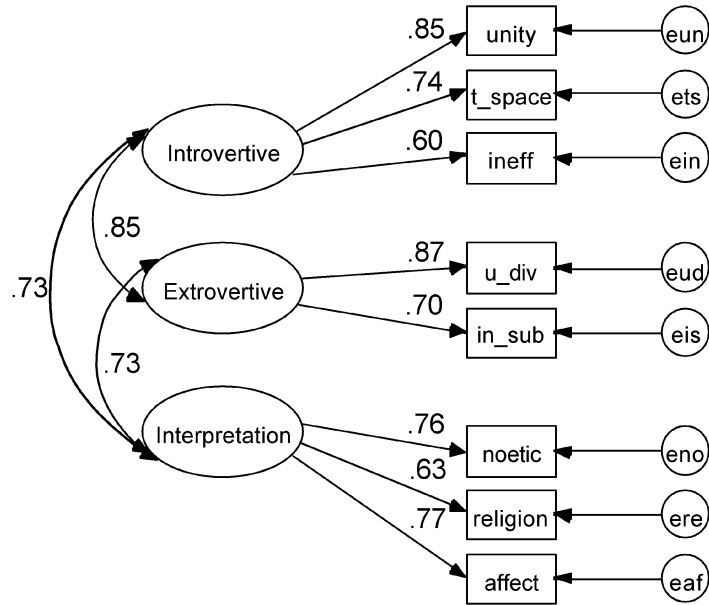 .85
unity
eun
.74
t_space
ets
Introvertive
.60
ineff
ein
.85
.87
u_div
eud
.73
Extrovertive
.70
in_sub
eis
.73
.76
noetic
eno
Interpretation
.63
religion
ere
.77
affect
eaf